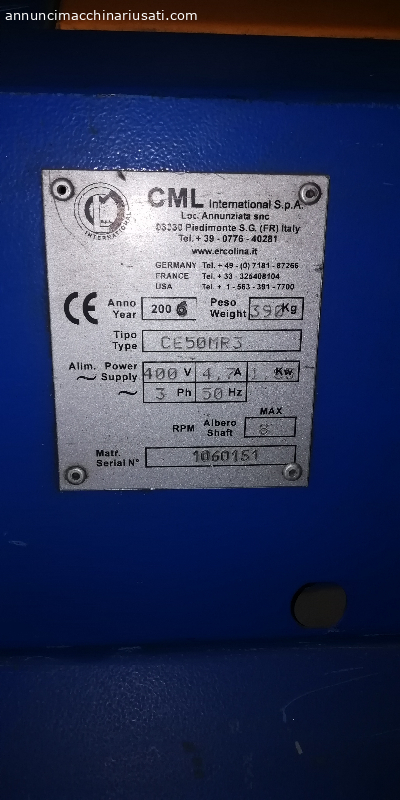 annuncimacchinariusati.com
CML International S.p.A.
Loc. Annunziata snc
03030 Piedimonte S.G. (FR) Italy
Tel. + 39 - 0776 - 40281
www.ercolina.it
GERMANY Tel. + 49 - (0) 7181 - 87266
FRANCE Tel. + 33 - 325408104
USA Tel. + 1 - 563 - 391 - 7700
INTERNATIONAL
CE Anno Year 2006 Peso Weight 390 Kg
Tipo Type CE50MR3
Alim. Power
~ Supply 400 V 4,7 A Kw
~ 3 Ph 50 Hz
MAX
RPM Albero Shaft
Matr. Serial N° 1060151